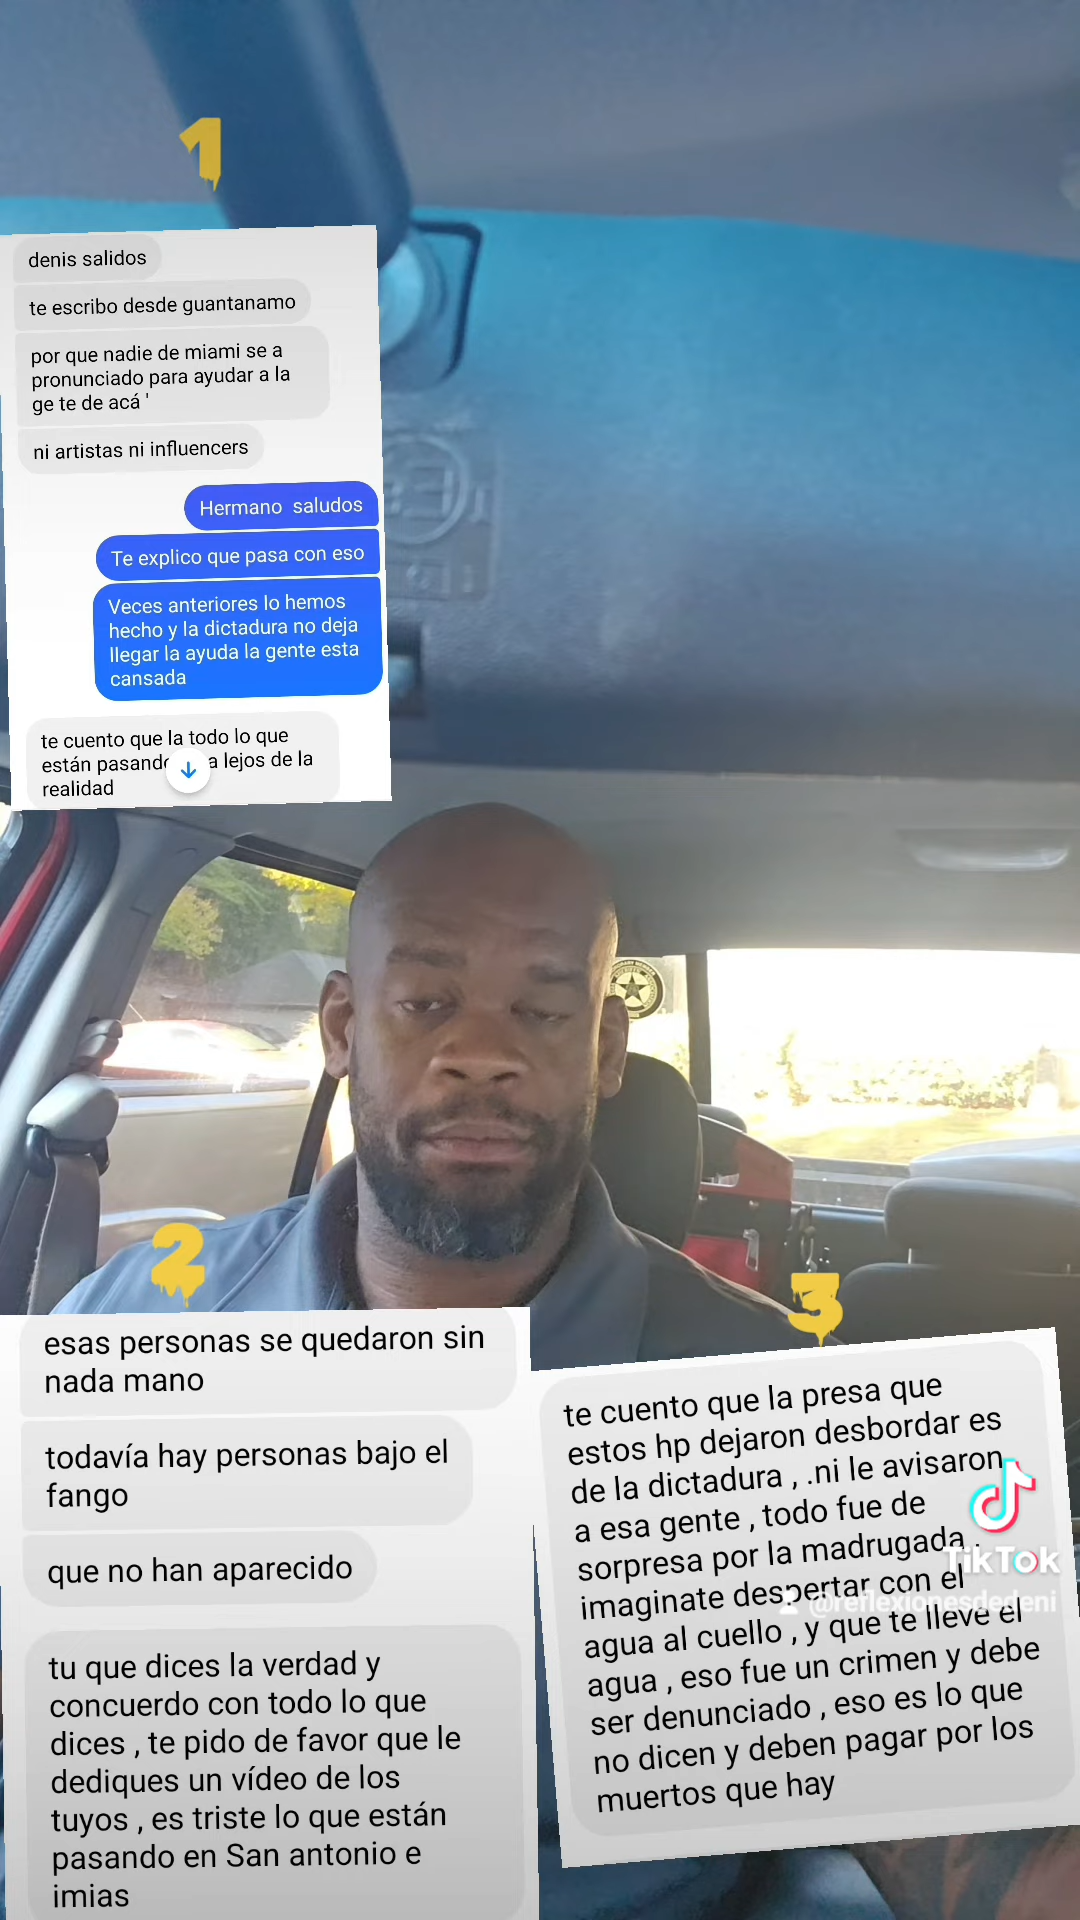 1
denis salidos
te escribo desde guantanamo
por que nadie de miami se a
pronunciado para ayudar a la
ge te de acá '
ni artistas ni influencers
Hermano saludos
Te explico que pasa con eso
Veces anteriores lo hemos
hecho y la dictadura no deja
llegar la ayuda la gente esta
cansada
te cuento que la todo lo que
están pasando a lejos de la
realidad
2
esas personas se quedaron sin
nada mano
todavía hay personas bajo el
fango
que no han aparecido
tu que dices la verdad y
concuerdo con todo lo que
dices , te pido de favor que le
dediques un vídeo de los
tuyos , es triste lo que están
pasando en San antonio e
imias
3
te cuento que la presa que
estos hp dejaron desbordar es
de la dictadura , .ni le avisaron
a esa gente , todo fue de
sorpresa por la madrugada .
imaginate despertar con el
agua al cuello , y que te lleve el
agua , eso fue un crimen y debe
ser denunciado , eso es lo que
no dicen y deben pagar por los
muertos que hay
TikTok
@reflexionesdedeni